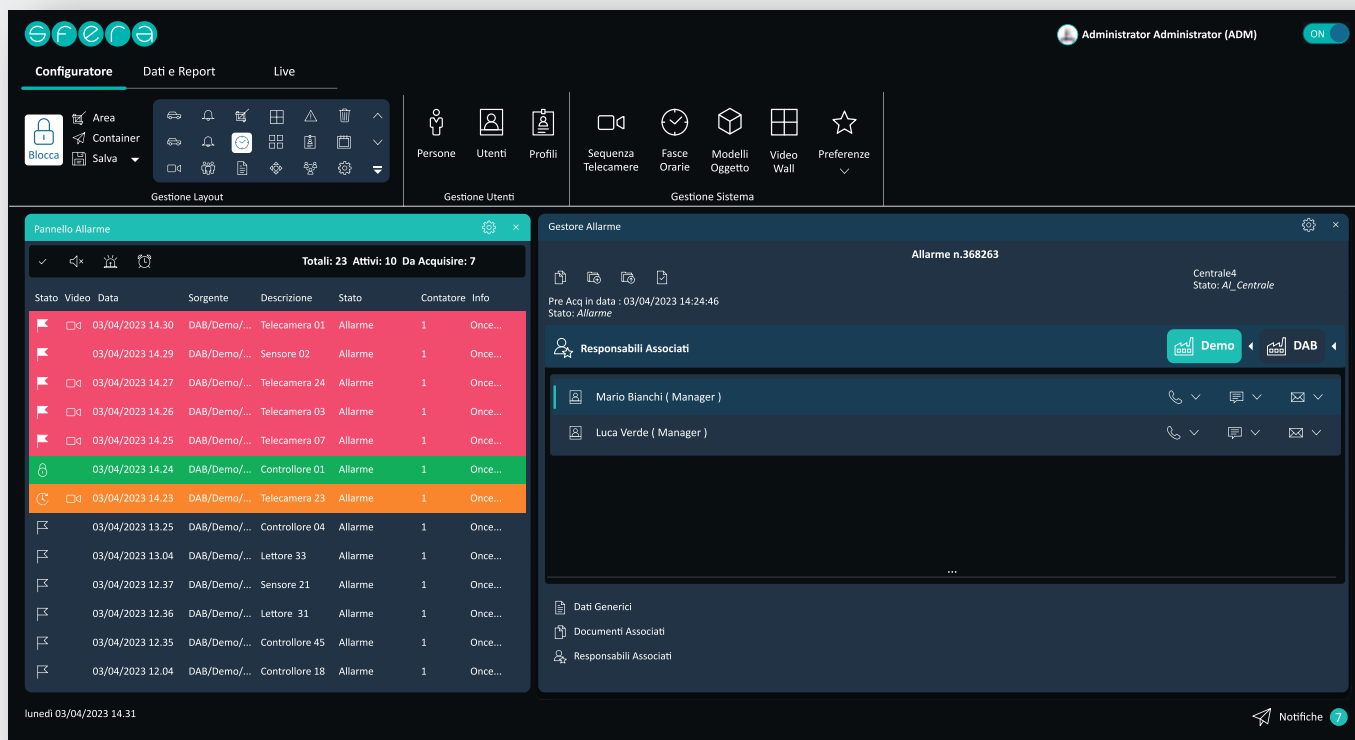 sfera
Administrator Administrator (ADM)
ON
Configuratore Dati e Report Live
Blocca
Area
Container
Salva
Gestione Layout
Persone Utenti Profili
Gestione Utenti
Sequenza Telecamere
Fasce Orarie
Modelli Oggetto
Video Wall
Preferenze
Gestione Sistema
Pannello Allarme
Totali: 23 Attivi: 10 Da Acquisire: 7
Stato Video Data Sorgente Descrizione Stato Contatore Info
03/04/2023 14.30 DAB/Demo/... Telecamera 01 Allarme 1 Once...
03/04/2023 14.29 DAB/Demo/... Sensore 02 Allarme 1 Once...
03/04/2023 14.27 DAB/Demo/... Telecamera 24 Allarme 1 Once...
03/04/2023 14.26 DAB/Demo/... Telecamera 03 Allarme 1 Once...
03/04/2023 14.25 DAB/Demo/... Telecamera 07 Allarme 1 Once...
03/04/2023 14.24 DAB/Demo/... Controllore 01 Allarme 1 Once...
03/04/2023 14.23 DAB/Demo/... Telecamera 23 Allarme 1 Once...
03/04/2023 13.25 DAB/Demo/... Controllore 04 Allarme 1 Once...
03/04/2023 13.04 DAB/Demo/... Lettore 33 Allarme 1 Once...
03/04/2023 12.37 DAB/Demo/... Sensore 21 Allarme 1 Once...
03/04/2023 12.36 DAB/Demo/... Lettore 31 Allarme 1 Once...
03/04/2023 12.35 DAB/Demo/... Controllore 45 Allarme 1 Once...
03/04/2023 12.04 DAB/Demo/... Controllore 18 Allarme 1 Once...
Gestore Allarme
Allarme n.368263
Centrale4
Stato: Al_Centrale
Pre Acq in data : 03/04/2023 14:24:46
Stato: Allarme
Responsabili Associati
Demo DAB
Mario Bianchi ( Manager )
Luca Verde ( Manager )
...
Dati Generici
Documenti Associati
Responsabili Associati
lunedì 03/04/2023 14.31
Notifiche 7